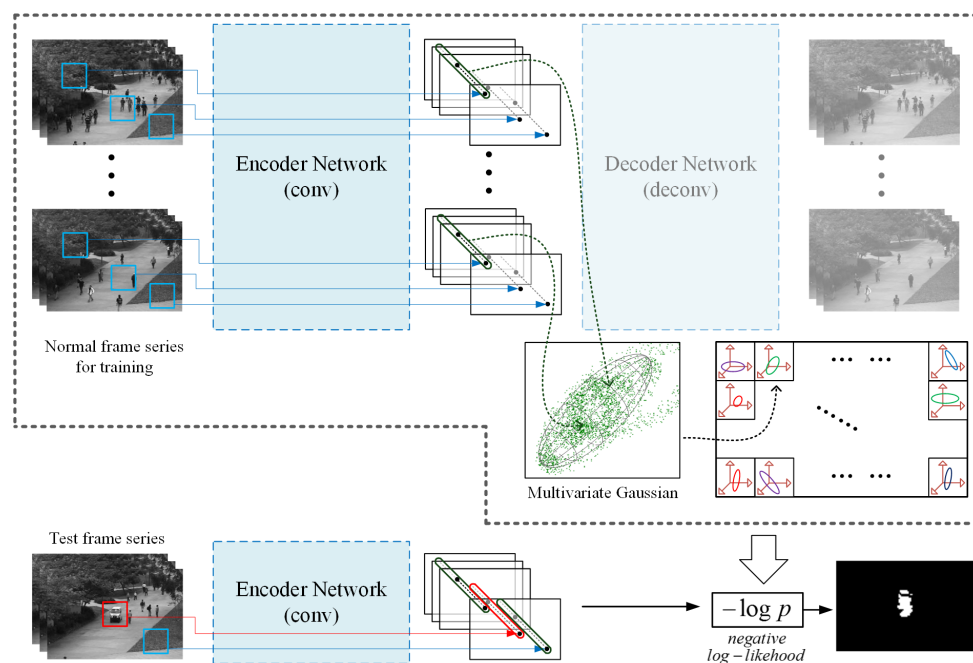 Encoder Network
(conv)
Decoder Network
(deconv)
Normal frame series
for training
Multivariate Gaussian
Test frame series
Encoder Network
(conv)
−log p
negative
log−likehood